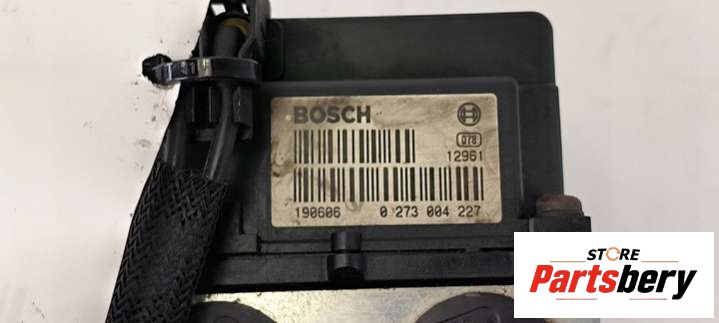 BOSCH
078
12961
190606 0 273 004 227
STORE
Partsbery